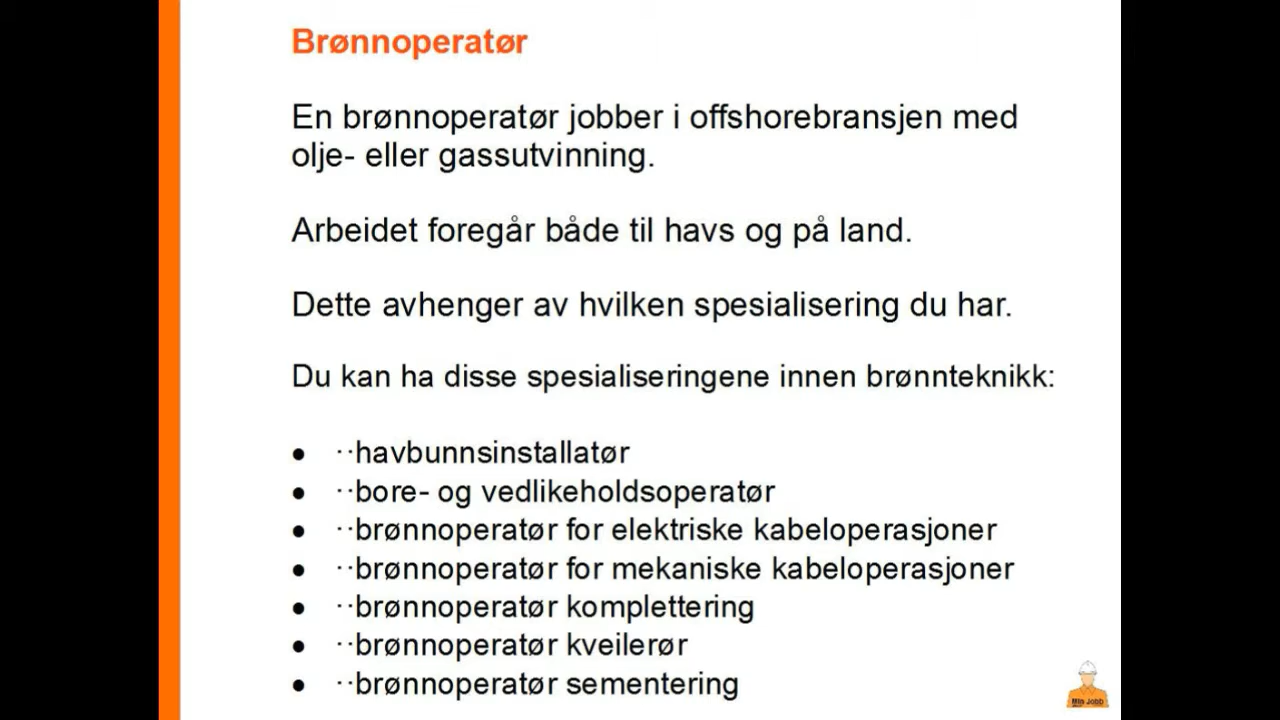 Brønnoperatør
En brønnoperatør jobber i offshorebransjen med
olje- eller gassutvinning.
Arbeidet foregår både til havs og på land.
Dette avhenger av hvilken spesialisering du har.
Du kan ha disse spesialiseringene innen brønnteknikk:
● ··havbunnsinstallatør
● ··bore- og vedlikeholdsoperatør
● ··brønnoperatør for elektriske kabeloperasjoner
● ··brønnoperatør for mekaniske kabeloperasjoner
● ··brønnoperatør komplettering
● ··brønnoperatør kveilerør
● ··brønnoperatør sementering
Min Jobb